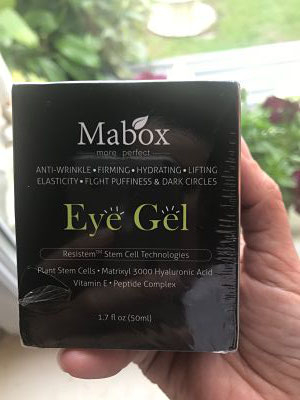 Mabox
more perfect
ANTI-WRINKLE • FIRMING • HYDRATING • LIFTING
ELASTICITY • FLGHT PUFFINESS & DARK CIRCLES
Eye Gel
Resistem™ Stem Cell Technologies
Plant Stem Cells • Matrixyl 3000 Hyaluronic Acid
Vitamin E • Peptide Complex
1.7 fl oz (50ml)